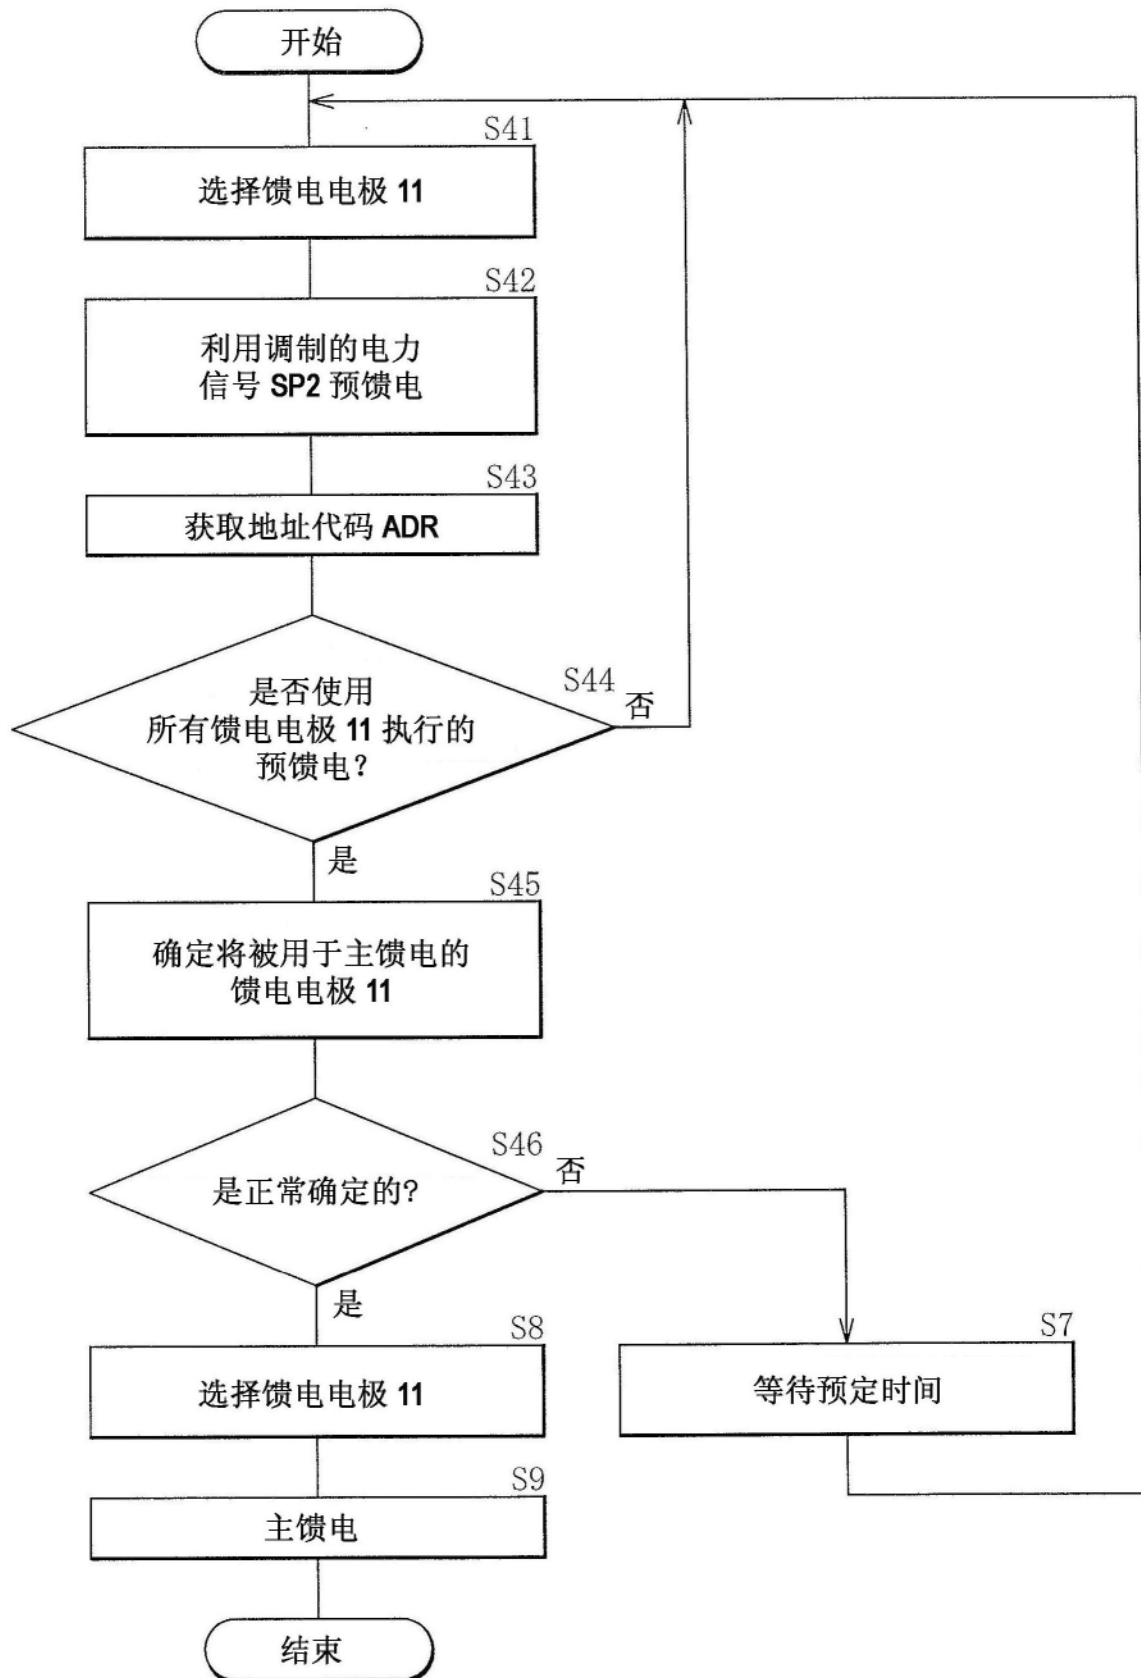 开始
S41
选择馈电电极 11
S42
利用调制的电力
信号 SP2 预馈电
S43
获取地址代码 ADR
S44
是否使用
所有馈电电极 11 执行的
预馈电?
否
是
S45
确定将被用于主馈电的
馈电电极 11
S46
是正常确定的?
否
是
S8
选择馈电电极 11
S7
等待预定时间
S9
主馈电
结束